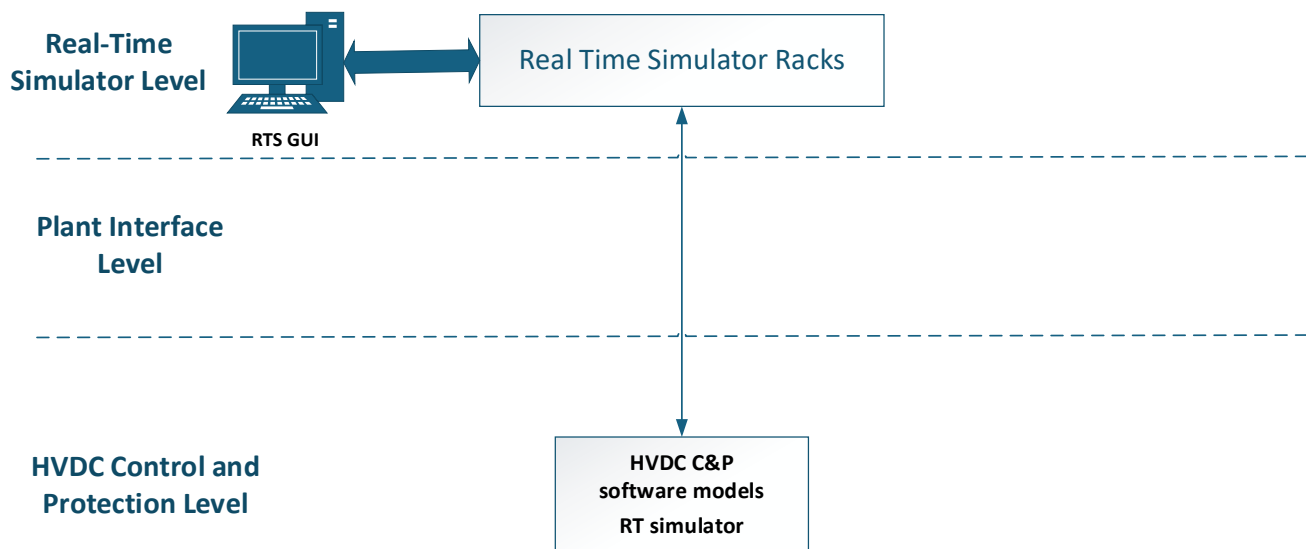 Real-Time
Simulator Level
Real Time Simulator Racks
RTS GUI
Plant Interface
Level
HVDC Control and
Protection Level
HVDC C&P
software models
RT simulator